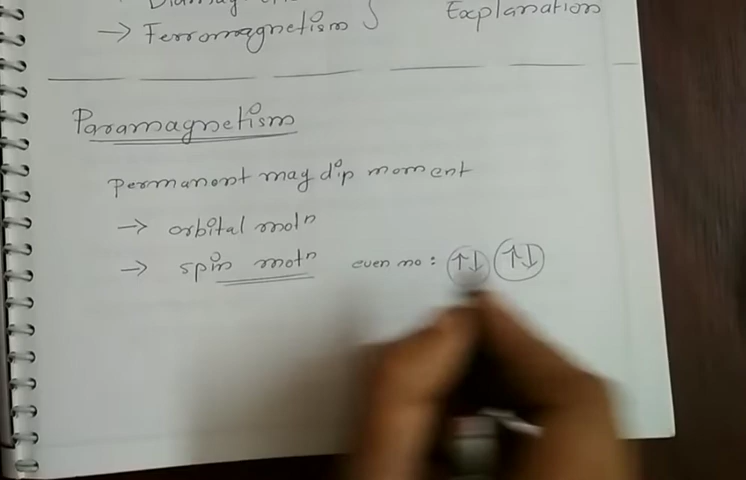 → Ferromagnetism } Explanation
Paramagnetism
permanent mag dip moment
→ orbital motⁿ
→ spin motⁿ even no: ↑↓ ↑↓